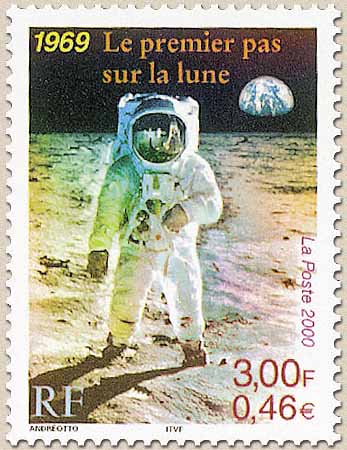 1969 Le premier pas
sur la lune
La Poste 2000
3,00F
0,46€
RF
ANDRÉOTTO
ITVF